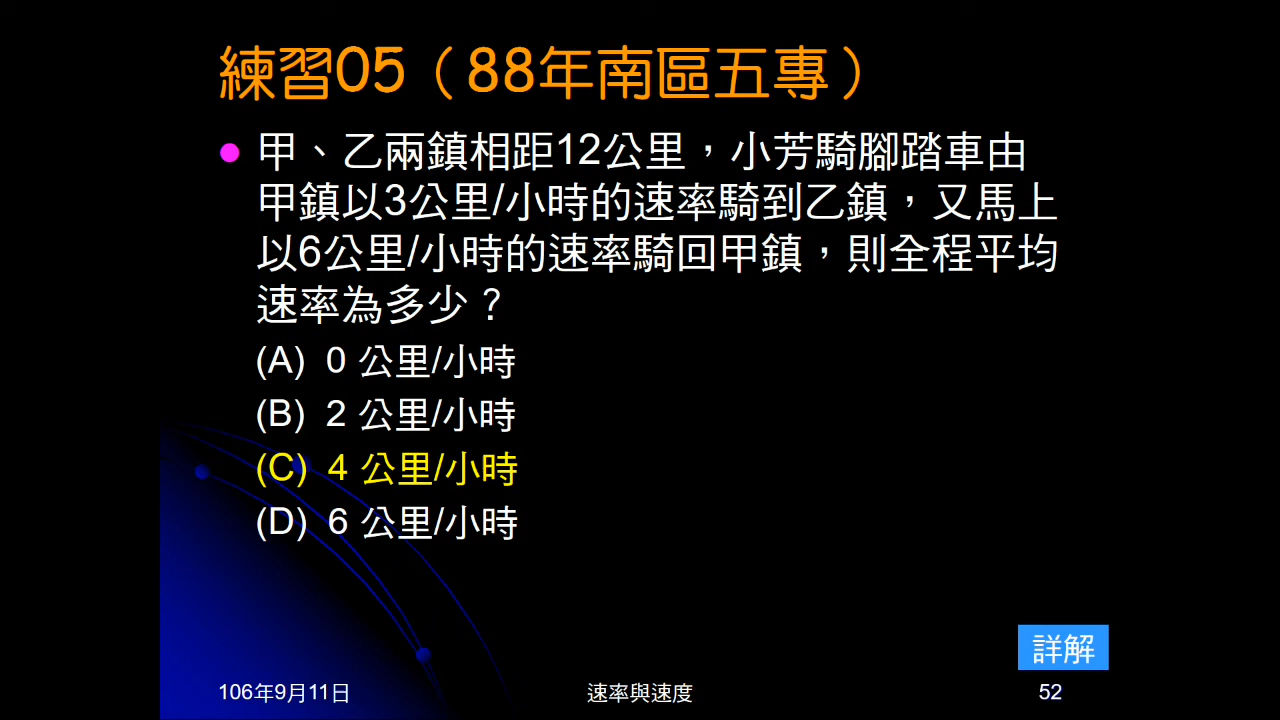 練習05（88年南區五專）
甲、乙兩鎮相距12公里，小芳騎腳踏車由
甲鎮以3公里/小時的速率騎到乙鎮，又馬上
以6公里/小時的速率騎回甲鎮，則全程平均
速率為多少？
(A) 0 公里/小時
(B) 2 公里/小時
(C) 4 公里/小時
(D) 6 公里/小時
詳解
106年9月11日
速率與速度
52